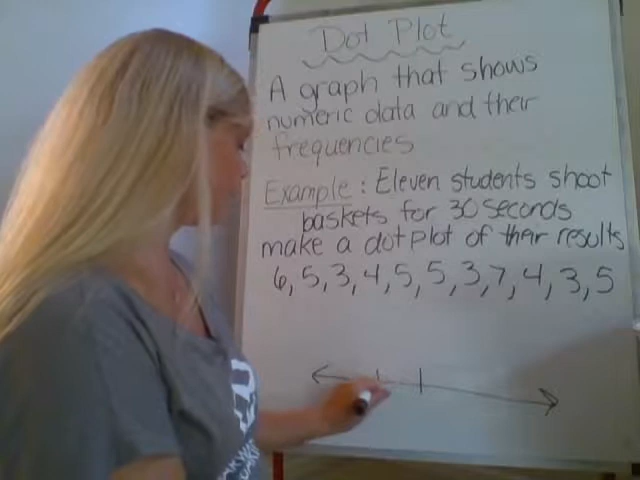 Dot Plot
A graph that shows
numeric data and their
frequencies
Example: Eleven students shoot
baskets for 30 seconds
make a dot plot of their results
6, 5, 3, 4, 5, 5, 3, 7, 4, 3, 5